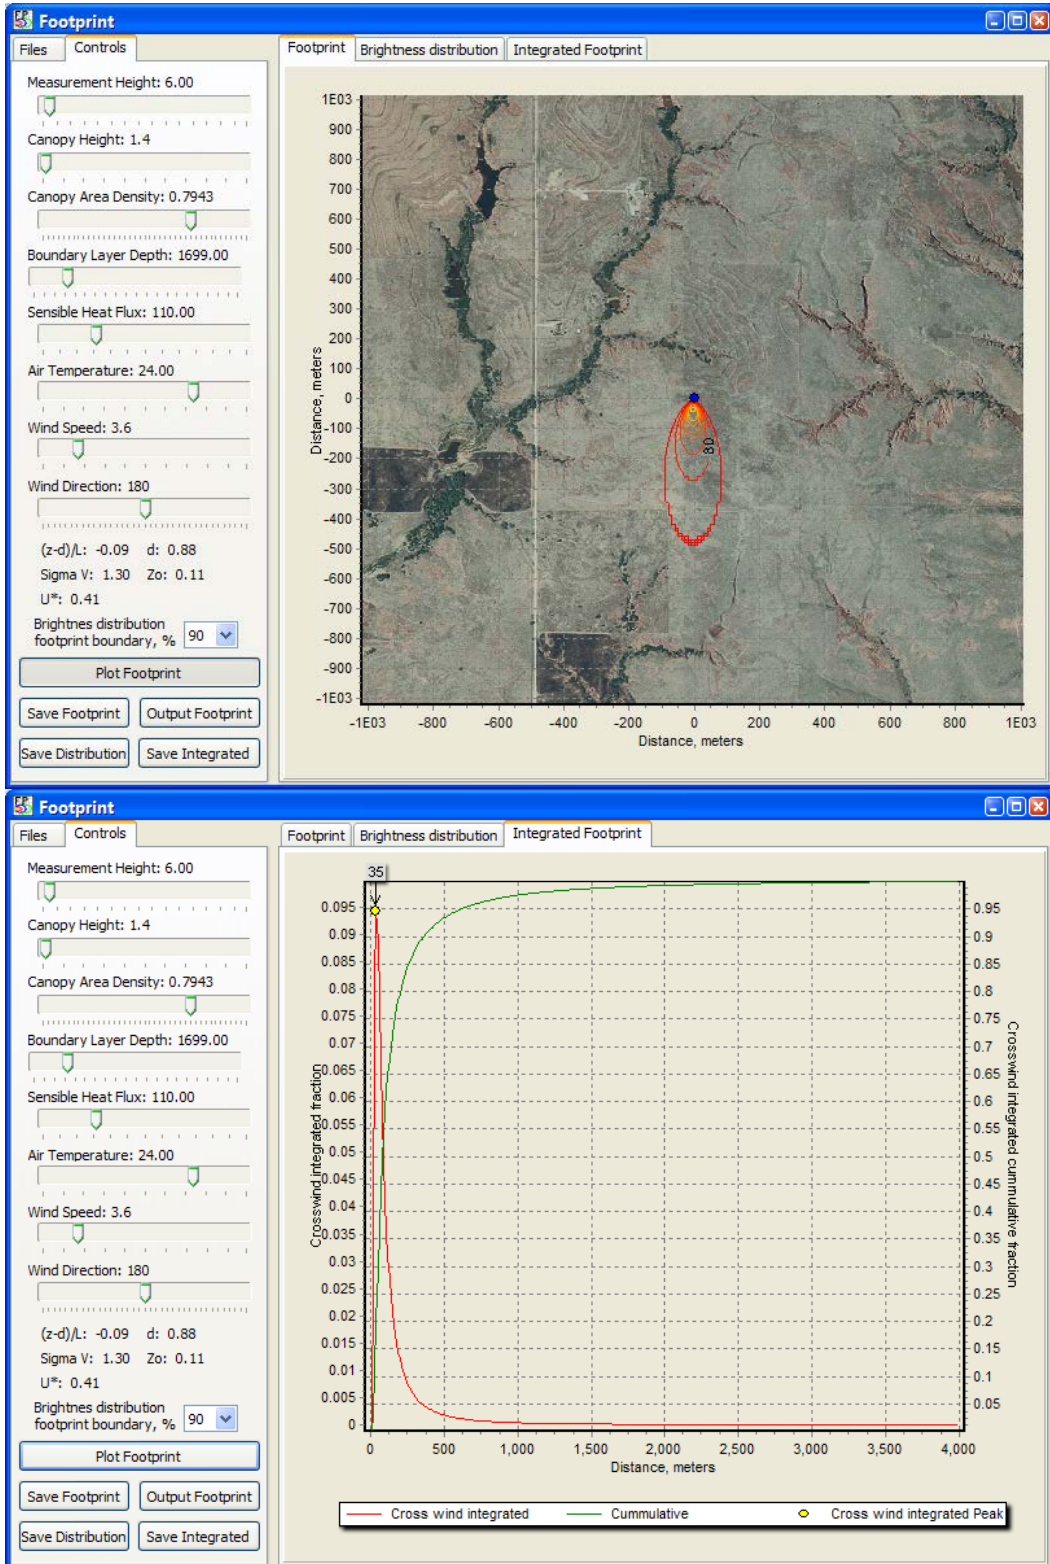 Footprint
Files Controls
Footprint Brightness distribution Integrated Footprint
Measurement Height: 6.00
Canopy Height: 1.4
Canopy Area Density: 0.7943
Boundary Layer Depth: 1699.00
Sensible Heat Flux: 110.00
Air Temperature: 24.00
Wind Speed: 3.6
Wind Direction: 180
(z-d)/L: -0.09 d: 0.88
Sigma V: 1.30 Zo: 0.11
U*: 0.41
Brightnes distribution
footprint boundary, % 90
Plot Footprint
Save Footprint Output Footprint
Save Distribution Save Integrated
Distance, meters
1E03
900
800
700
600
500
400
300
200
100
0
-100
-200
-300
-400
-500
-600
-700
-800
-900
-1E03
80
-1E03 -800 -600 -400 -200 0 200 400 600 800 1E03
Distance, meters
Footprint
Files Controls
Footprint Brightness distribution Integrated Footprint
Measurement Height: 6.00
Canopy Height: 1.4
Canopy Area Density: 0.7943
Boundary Layer Depth: 1699.00
Sensible Heat Flux: 110.00
Air Temperature: 24.00
Wind Speed: 3.6
Wind Direction: 180
(z-d)/L: -0.09 d: 0.88
Sigma V: 1.30 Zo: 0.11
U*: 0.41
Brightnes distribution
footprint boundary, % 90
Plot Footprint
Save Footprint Output Footprint
Save Distribution Save Integrated
35
Crosswind integrated fraction
0.095
0.09
0.085
0.08
0.075
0.07
0.065
0.06
0.055
0.05
0.045
0.04
0.035
0.03
0.025
0.02
0.015
0.01
0.005
0
0.95
0.9
0.85
0.8
0.75
0.7
0.65
0.6
0.55
0.5
0.45
0.4
0.35
0.3
0.25
0.2
0.15
0.1
0.05
Crosswind integrated cummulative fraction
0 500 1,000 1,500 2,000 2,500 3,000 3,500 4,000
Distance, meters
Cross wind integrated Cummulative Cross wind integrated Peak